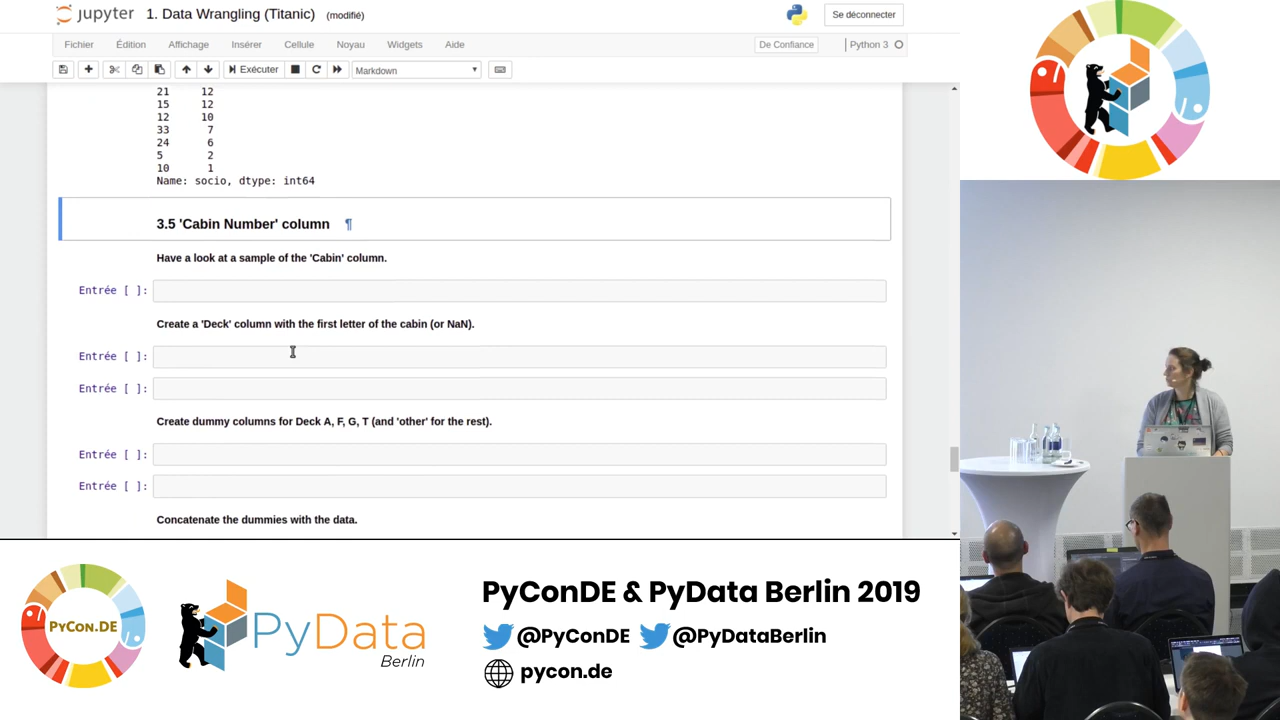 jupyter 1. Data Wrangling (Titanic) (modifié) Se déconnecter
Fichier Édition Affichage Insérer Cellule Noyau Widgets Aide De Confiance Python 3
Exécuter Markdown
21 12
15 12
12 10
33 7
24 6
5 2
10 1
Name: socio, dtype: int64
3.5 'Cabin Number' column ¶
Have a look at a sample of the 'Cabin' column.
Entrée [ ]:
Create a 'Deck' column with the first letter of the cabin (or NaN).
Entrée [ ]:
Entrée [ ]:
Create dummy columns for Deck A, F, G, T (and 'other' for the rest).
Entrée [ ]:
Entrée [ ]:
Concatenate the dummies with the data.
PyCon.DE
PyData
Berlin
PyConDE & PyData Berlin 2019
@PyConDE @PyDataBerlin
pycon.de